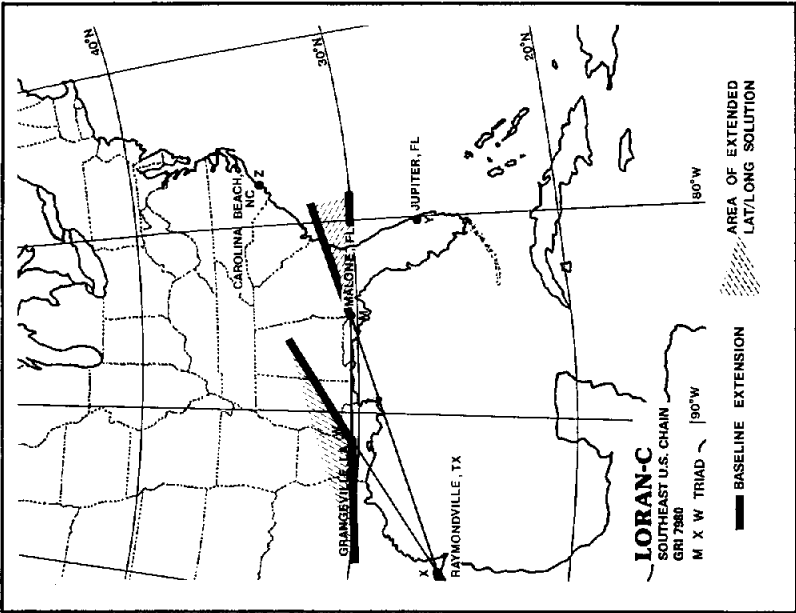 40°N
30°N
20°N
CAROLINA BEACH,
NC
Z
JUPITER, FL
80°W
MALONE, FL
W
GRANGEVILLE, LA
X
RAYMONDVILLE, TX
90°W
LORAN-C
SOUTHEAST U.S. CHAIN
GRI 7980
M X W TRIAD
BASELINE EXTENSION
AREA OF EXTENDED
LAT/LONG SOLUTION